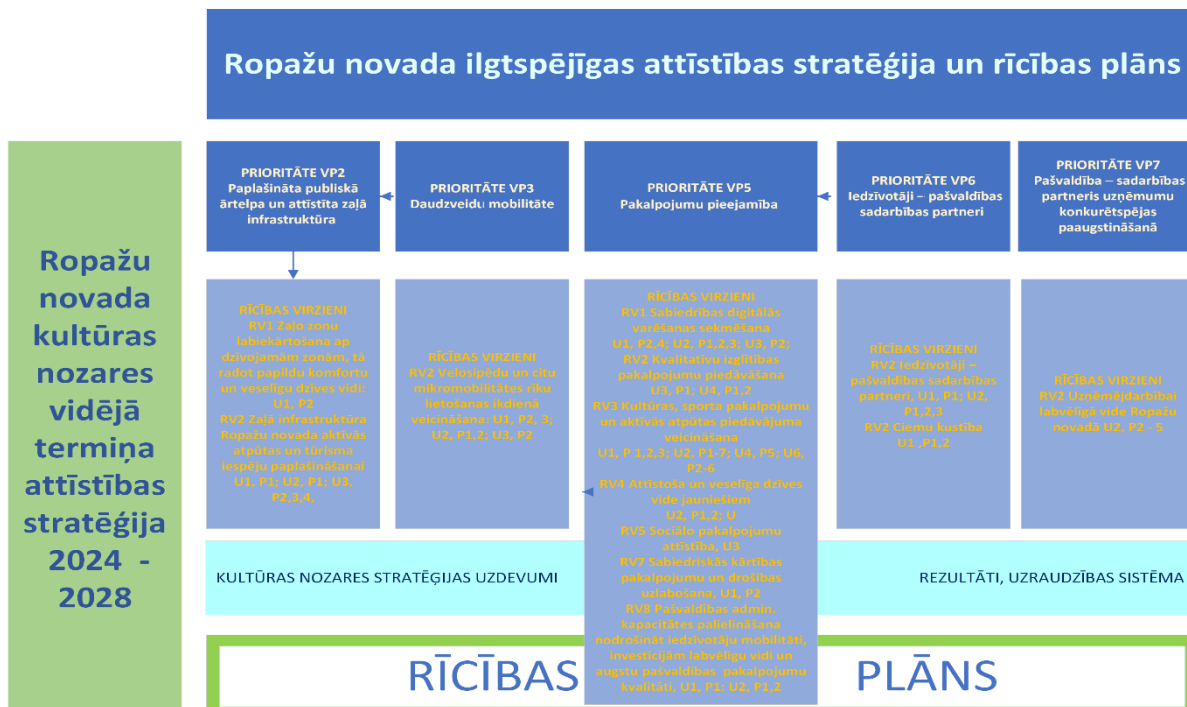 Ropažu novada ilgtspējīgas attīstības stratēģija un rīcības plāns
Ropažu
novada
kultūras
nozares
vidējā
termiņa
attīstības
stratēģija
2024 -
2028
PRIORITĀTE VP2
Paplašināta publiskā
ārtelpa un attīstīta zaļā
infrastruktūra
PRIORITĀTE VP3
Daudzveidu mobilitāte
PRIORITĀTE VP5
Pakalpojumu pieejamība
PRIORITĀTE VP6
Iedzīvotāji – pašvaldības
sadarbības partneri
PRIORITĀTE VP7
Pašvaldība – sadarbības
partneris uzņēmumu
konkurētspējas
paaugstināšanā
RĪCĪBAS VIRZIENI
RV1 Zaļo zonu
labiekārtošana ap
dzīvojamām zonām, tā
radot papildu komfortu
un veselīgu dzīves vidi:
U1, P2
RV2 Zaļā infrastruktūra
Ropažu novada aktīvās
atpūtas un tūrisma
iespēju paplašināšanai
U1, P1; U2, P1; U3,
P2,3,4,
RĪCĪBAS VIRZIENI
RV2 Velosipēdu un citu
mikromobilitātes rīku
lietošanas ikdienā
veicināšana: U1, P2, 3;
U2, P1,2; U3, P2
RĪCĪBAS VIRZIENI
RV1 Sabiedrības digitālās
varēšanas sekmēšana
U1, P2,4; U2, P1,2,3; U3, P2;
RV2 Kvalitatīvu izglītības
pakalpojumu piedāvāšana
U3, P1; U4, P1,2
RV3 Kultūras, sporta pakalpojumu
un aktīvās atpūtas piedāvājuma
veicināšana
U1, P 1,2,3; U2, P1-7; U4, P5; U6,
P2-6
RV4 Attīstoša un veselīga dzīves
vide jauniešiem
U2, P1,2; U
RV5 Sociālo pakalpojumu
attīstība, U3
RV7 Sabiedriskās kārtības
pakalpojumu un drošības
uzlabošana, U1, P2
RV8 Pašvaldības admin.
kapacitātes palielināšana
nodrošināt iedzīvotāju mobilitāti,
investīcijām labvēlīgu vidi un
augstu pašvaldības pakalpojumu
kvalitāti, U1, P1: U2, P1,2
RĪCĪBAS VIRZIENI
RV2 Iedzīvotāji –
pašvaldības sadarbības
partneri, U1, P1; U2,
P1,2,3
RV2 Ciemu kustība
U1 ,P1,2
RĪCĪBAS VIRZIENI
RV2 Uzņēmējdarbībai
labvēlīgā vide Ropažu
novadā U2, P2 - 5
KULTŪRAS NOZARES STRATĒĢIJAS UZDEVUMI
REZULTĀTI, UZRAUDZĪBAS SISTĒMA
RĪCĪBAS PLĀNS